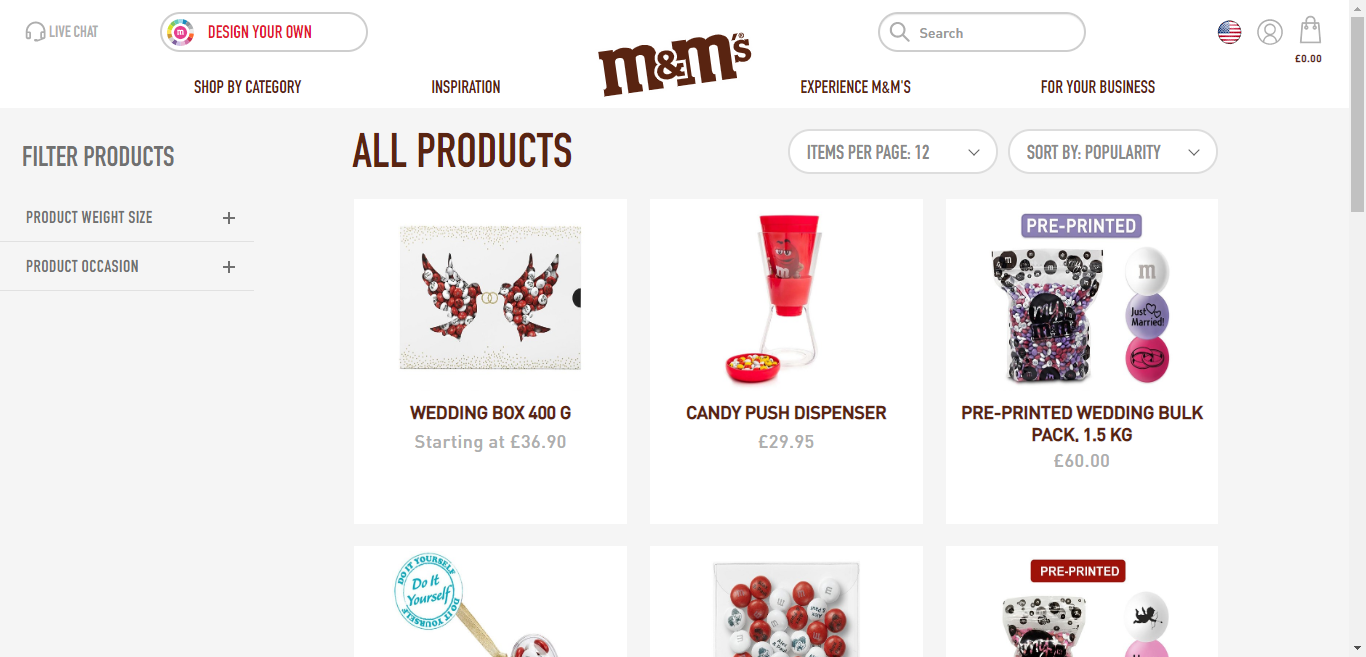 LIVE CHAT
DESIGN YOUR OWN
m&m's®
Search
£0.00
SHOP BY CATEGORY
INSPIRATION
EXPERIENCE M&M'S
FOR YOUR BUSINESS
FILTER PRODUCTS
PRODUCT WEIGHT SIZE
PRODUCT OCCASION
ALL PRODUCTS
ITEMS PER PAGE: 12
SORT BY: POPULARITY
WEDDING BOX 400 G
Starting at £36.90
CANDY PUSH DISPENSER
£29.95
PRE-PRINTED
m
Just
Married!
my
m&m's
PRE-PRINTED WEDDING BULK
PACK, 1.5 KG
£60.00
DO IT YOURSELF
Do It
Yourself
DO IT YOURSELF
PRE-PRINTED
my